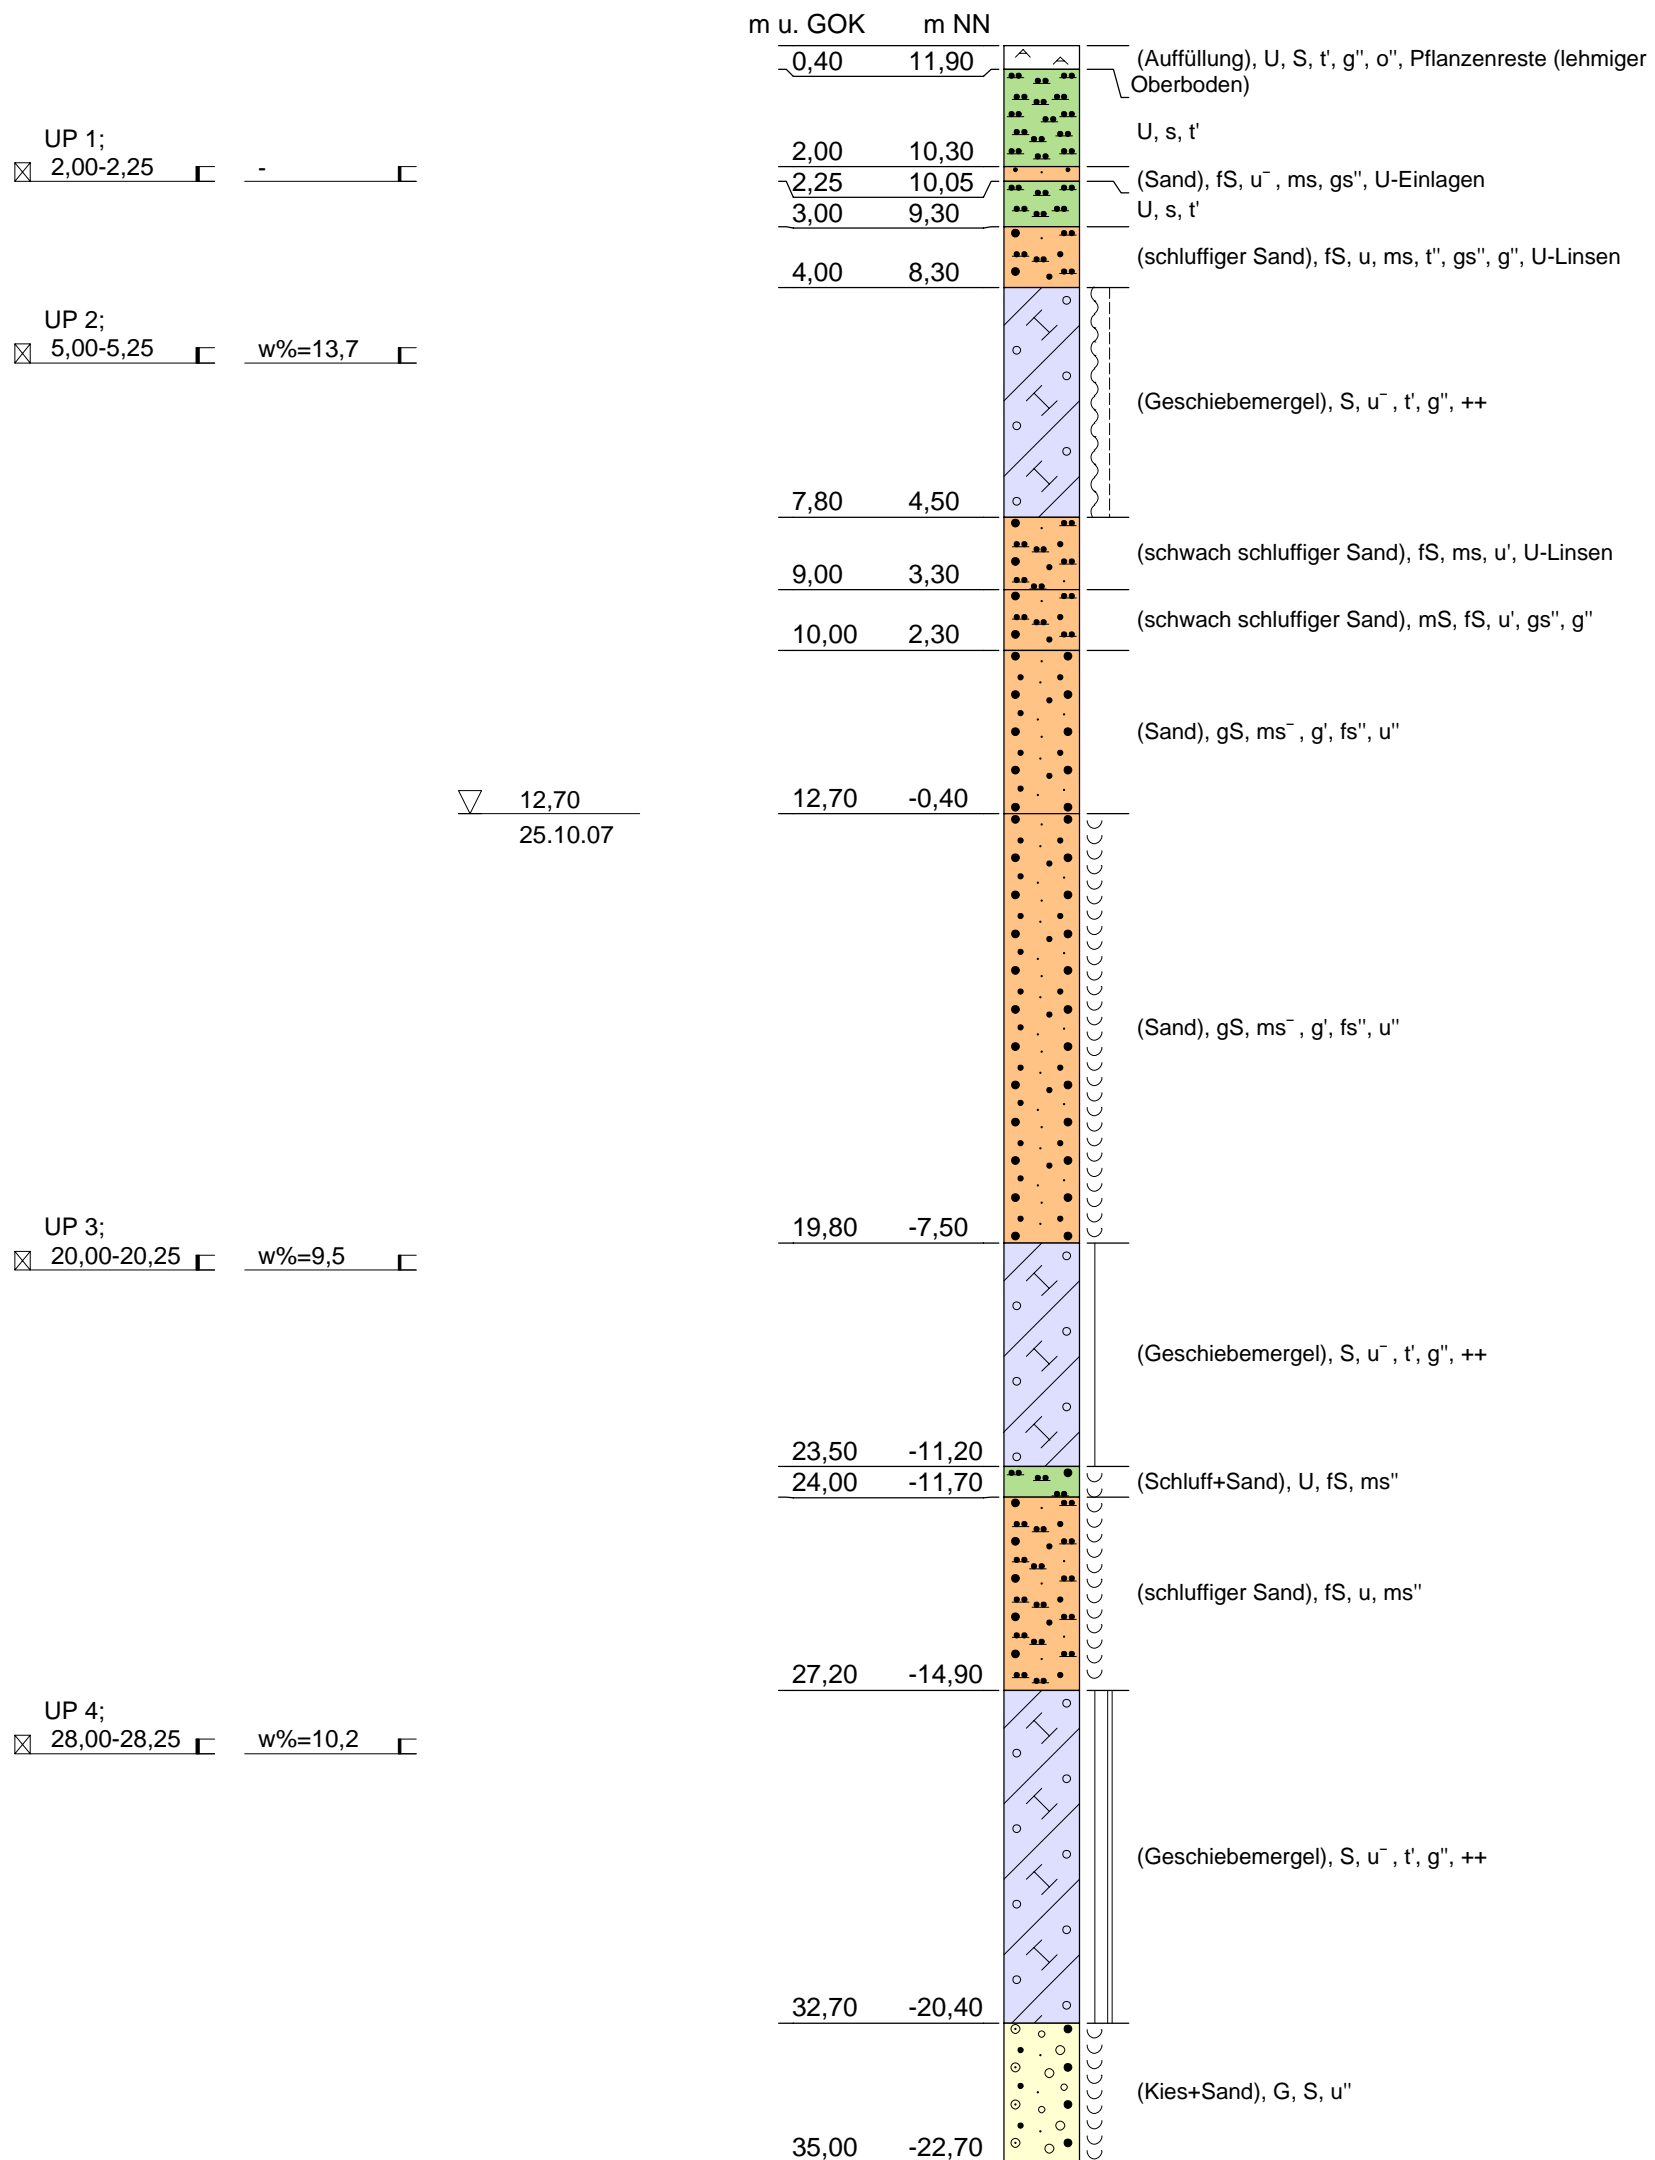 m u. GOK m NN
0,40 11,90 (Auffüllung), U, S, t', g'', o'', Pflanzenreste (lehmiger
Oberboden)
U, s, t'
UP 1;
2,00 10,30
2,00-2,25 -
2,25 10,05 (Sand), fS, u¯ , ms, gs'', U-Einlagen
3,00 9,30 U, s, t'
(schluffiger Sand), fS, u, ms, t'', gs'', g'', U-Linsen
4,00 8,30
UP 2;
5,00-5,25 w%=13,7
(Geschiebemergel), S, u¯ , t', g'', ++
7,80 4,50
(schwach schluffiger Sand), fS, ms, u', U-Linsen
9,00 3,30
(schwach schluffiger Sand), mS, fS, u', gs'', g''
10,00 2,30
(Sand), gS, ms¯ , g', fs'', u''
12,70 12,70 -0,40
25.10.07
(Sand), gS, ms¯ , g', fs'', u''
UP 3;
19,80 -7,50
20,00-20,25 w%=9,5
(Geschiebemergel), S, u¯ , t', g'', ++
23,50 -11,20
24,00 -11,70 (Schluff+Sand), U, fS, ms''
(schluffiger Sand), fS, u, ms''
27,20 -14,90
UP 4;
28,00-28,25 w%=10,2
(Geschiebemergel), S, u¯ , t', g'', ++
32,70 -20,40
(Kies+Sand), G, S, u''
35,00 -22,70